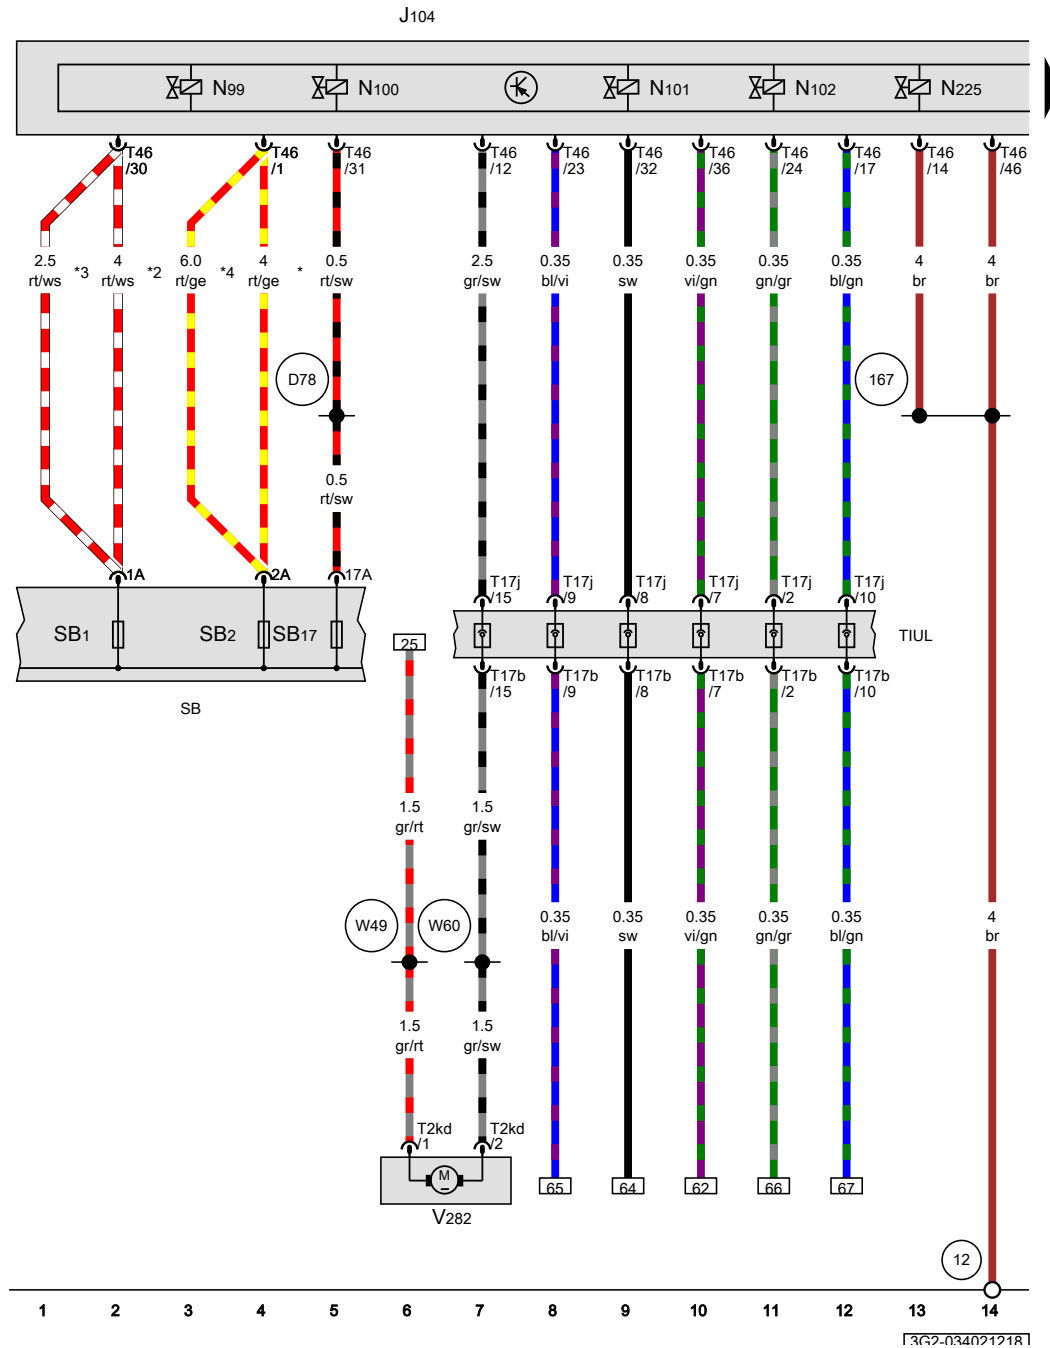 J104
N99 N100 N101 N102 N225
T46 T46 T46 T46 T46 T46 T46 T46 T46 T46 T46
/30 /1 /31 /12 /23 /32 /36 /24 /17 /14 /46
2.5 4 6.0 4 0.5 2.5 0.35 0.35 0.35 0.35 0.35 4 4
*3 *2 *4 *
rt/ws rt/ws rt/ge rt/ge rt/sw gr/sw bl/vi sw vi/gn gn/gr bl/gn br br
D78 167
0.5
rt/sw
1A 2A 17A
T17j T17j T17j T17j T17j T17j
/15 /9 /8 /7 /2 /10
SB1 SB2 SB17 25 TIUL
T17b T17b T17b T17b T17b T17b
/15 /9 /8 /7 /2 /10
SB
1.5 1.5
gr/rt gr/sw
W49 W60
0.35 0.35 0.35 0.35 0.35 4
bl/vi sw vi/gn gn/gr bl/gn br
1.5 1.5
gr/rt gr/sw
T2kd T2kd
/1 /2
M
65 64 62 66 67
V282
12
1 2 3 4 5 6 7 8 9 10 11 12 13 14
3G2-034021218